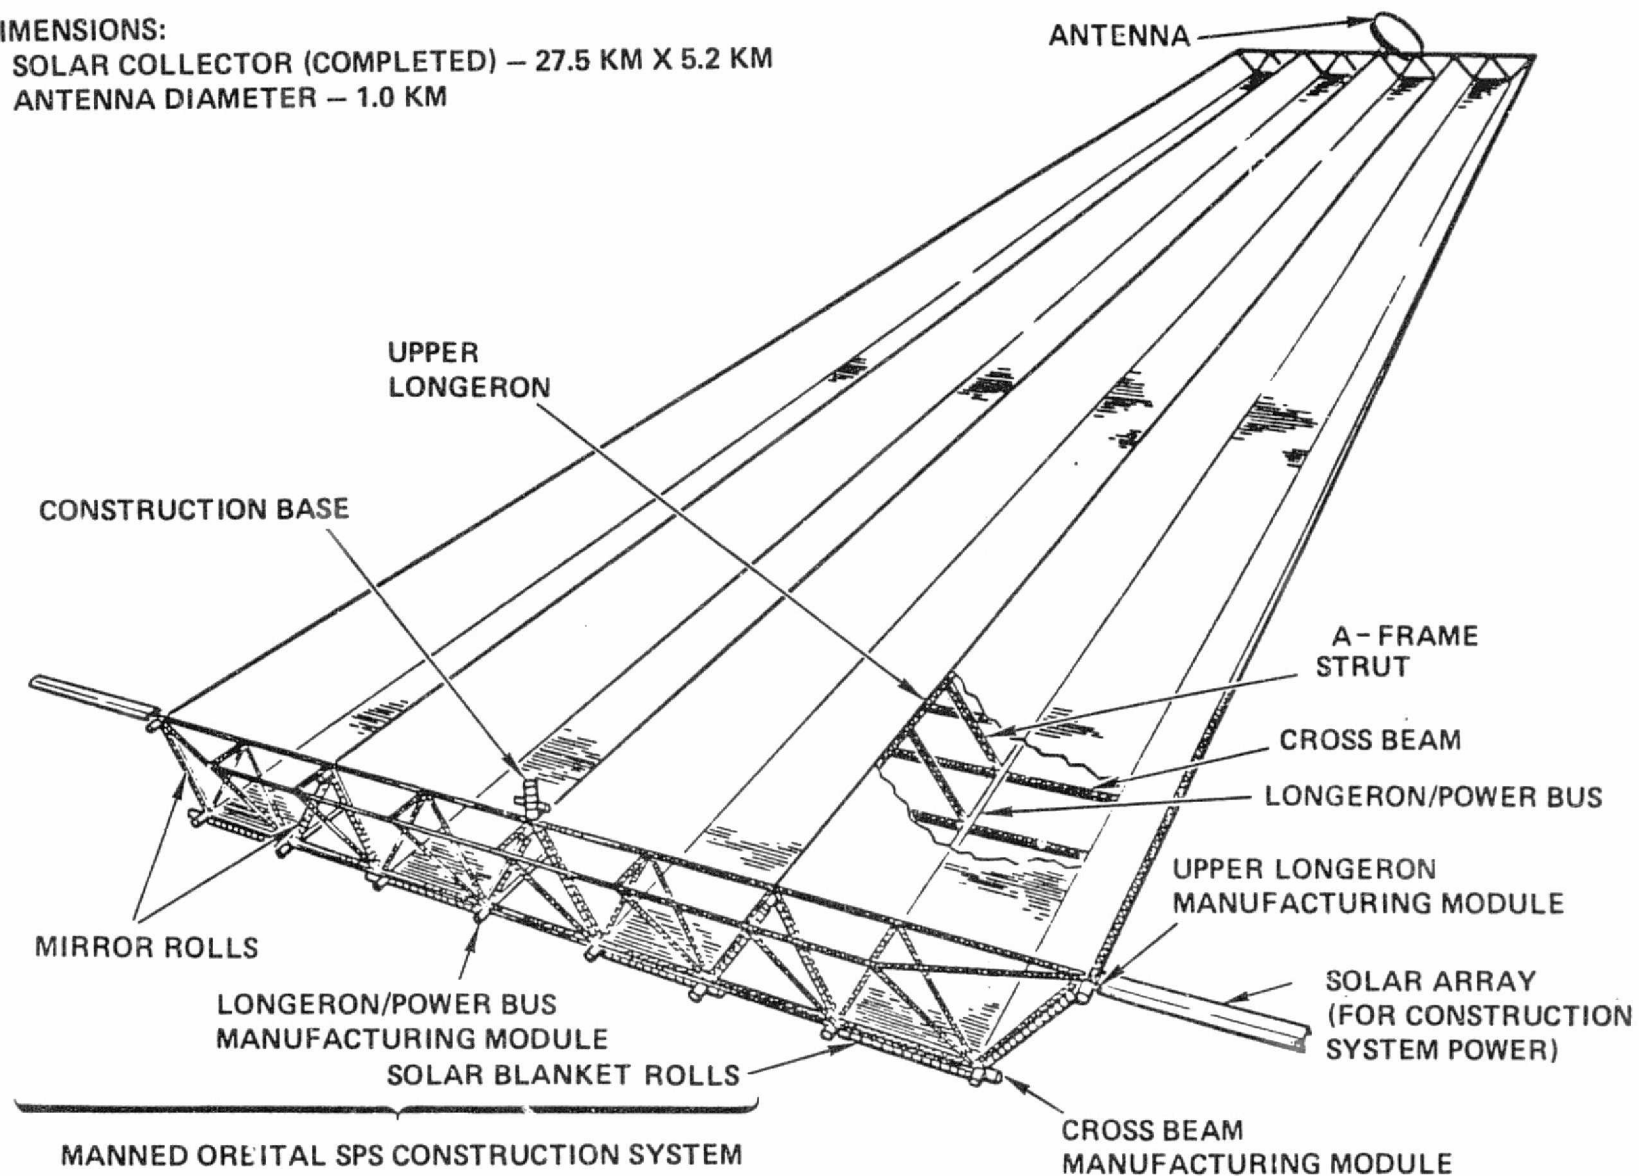 IMENSIONS:
SOLAR COLLECTOR (COMPLETED) – 27.5 KM X 5.2 KM
ANTENNA DIAMETER – 1.0 KM
ANTENNA
UPPER
LONGERON
CONSTRUCTION BASE
A-FRAME
STRUT
CROSS BEAM
LONGERON/POWER BUS
UPPER LONGERON
MANUFACTURING MODULE
MIRROR ROLLS
SOLAR ARRAY
(FOR CONSTRUCTION
SYSTEM POWER)
LONGERON/POWER BUS
MANUFACTURING MODULE
SOLAR BLANKET ROLLS
MANNED ORBITAL SPS CONSTRUCTION SYSTEM
CROSS BEAM
MANUFACTURING MODULE